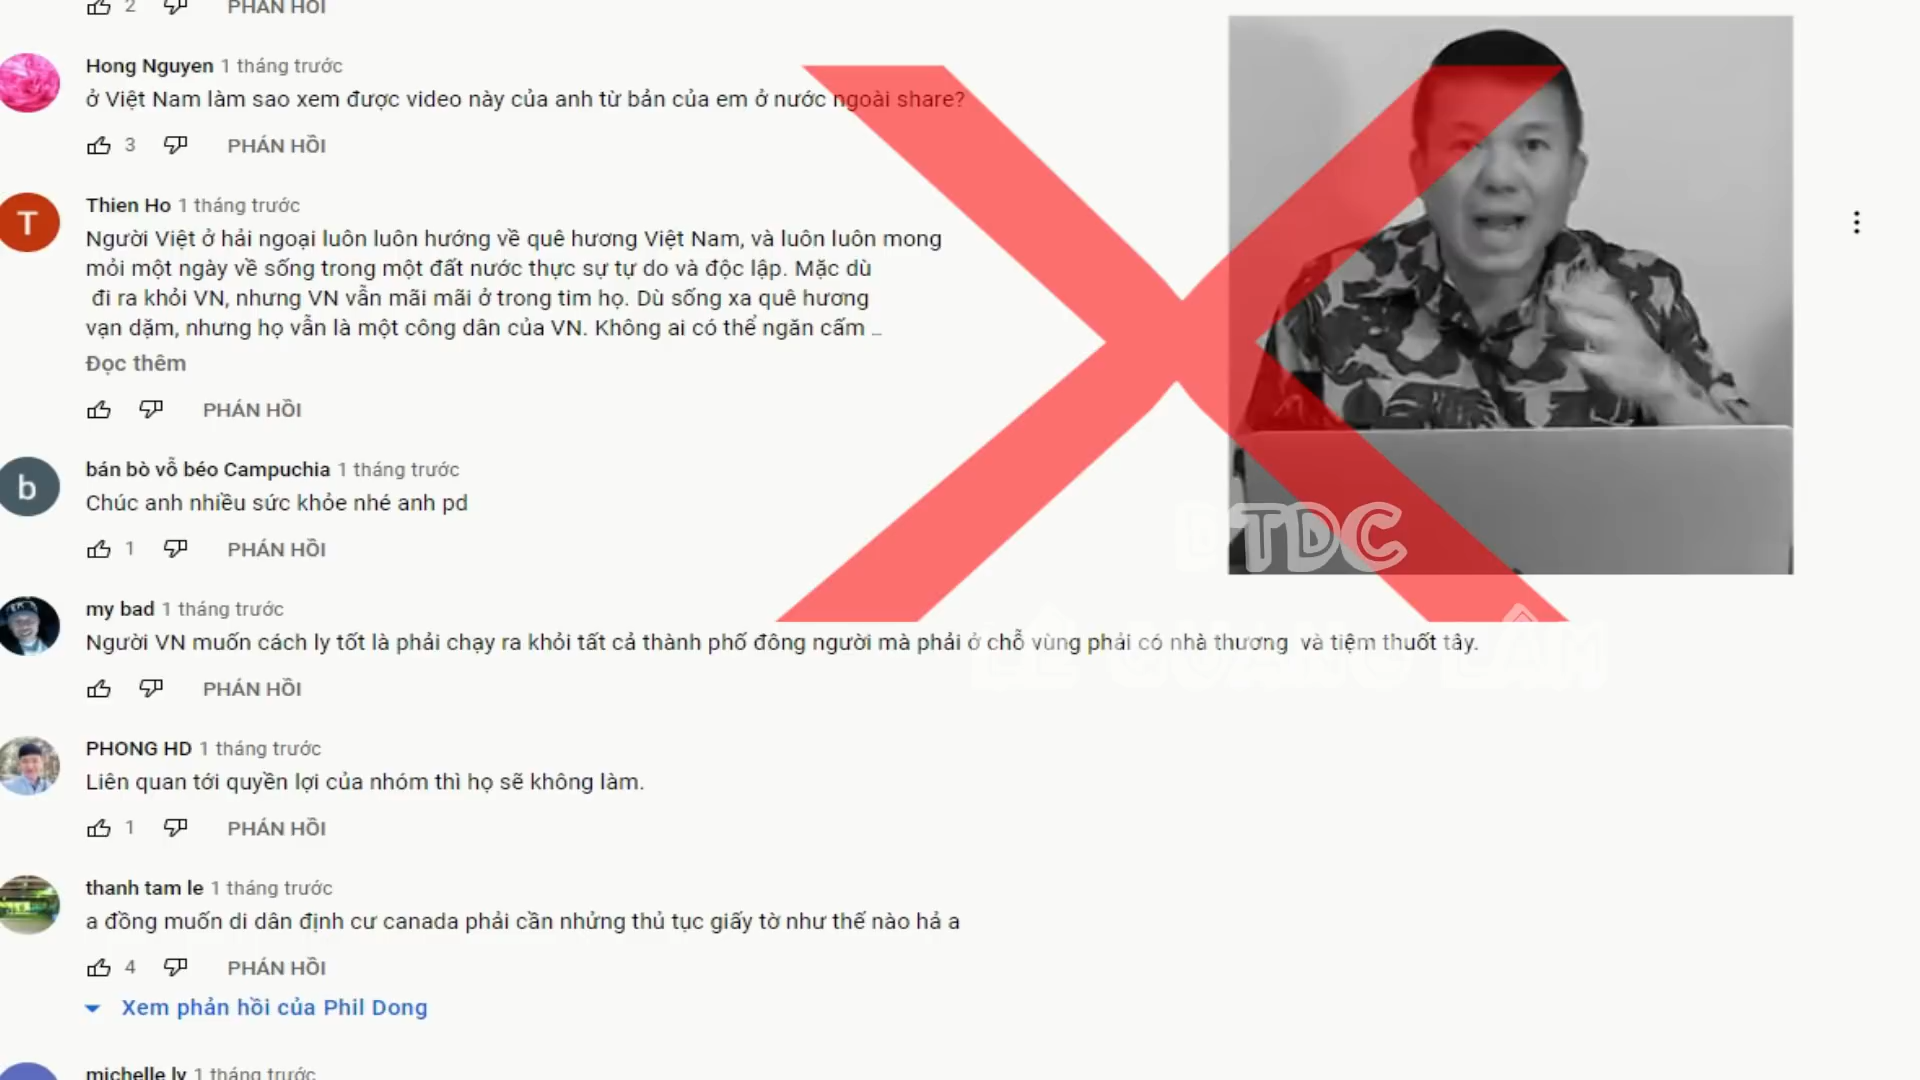 2 PHẢN HỒI
Hong Nguyen 1 tháng trước
ở Việt Nam làm sao xem được video này của anh từ bản của em ở nước ngoài share?
3 PHẢN HỒI
Thien Ho 1 tháng trước
Người Việt ở hải ngoại luôn luôn hướng về quê hương Việt Nam, và luôn luôn mong
mỏi một ngày về sống trong một đất nước thực sự tự do và độc lập. Mặc dù
đi ra khỏi VN, nhưng VN vẫn mãi mãi ở trong tim họ. Dù sống xa quê hương
vạn dặm, nhưng họ vẫn là một công dân của VN. Không ai có thể ngăn cấm ...
Đọc thêm
PHẢN HỒI
T
bán bò vỗ béo Campuchia 1 tháng trước
Chúc anh nhiều sức khỏe nhé anh pd
1 PHẢN HỒI
b
my bad 1 tháng trước
Người VN muốn cách ly tốt là phải chạy ra khỏi tất cả thành phố đông người mà phải ở chỗ vùng phải có nhà thương và tiệm thuốt tây.
PHẢN HỒI
PHONG HD 1 tháng trước
Liên quan tới quyền lợi của nhóm thì họ sẽ không làm.
1 PHẢN HỒI
thanh tam le 1 tháng trước
a đồng muốn di dân định cư canada phải cần nhửng thủ tục giấy tờ như thế nào hả a
4 PHẢN HỒI
Xem phản hồi của Phil Dong
michelle ly 1 tháng trước
DTDC
LÊ QUANG LÂM